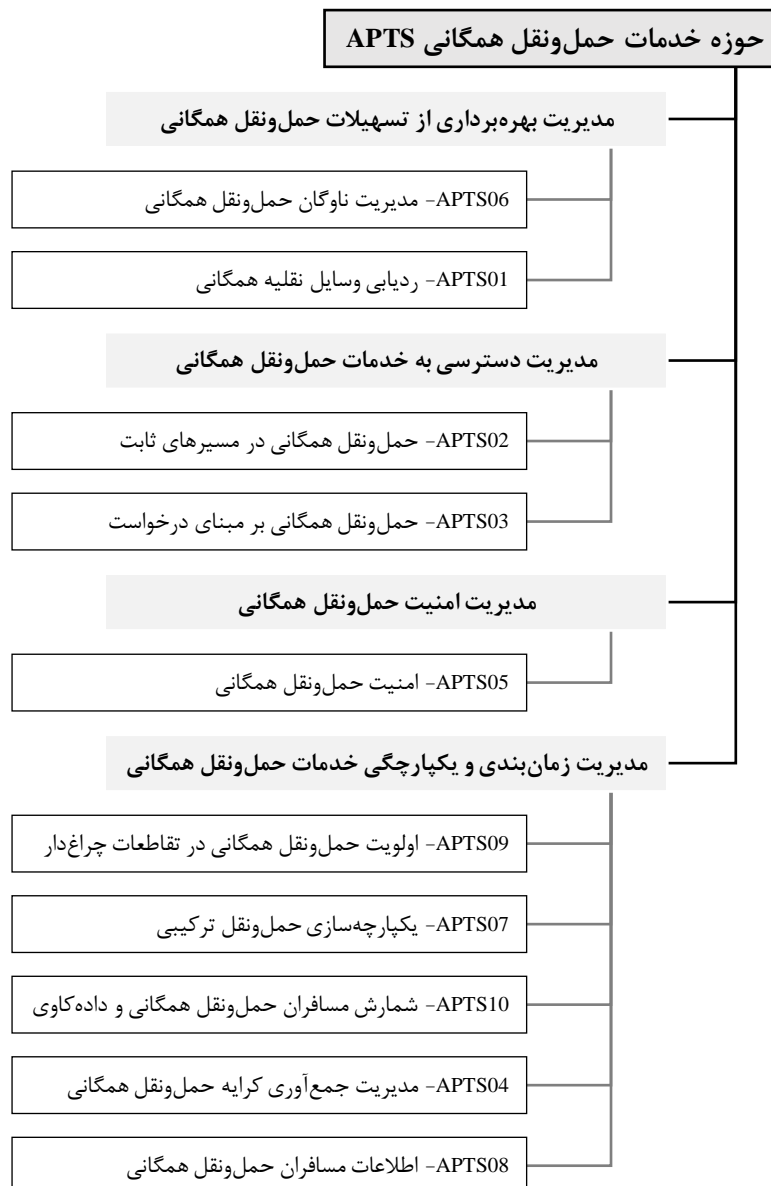 حوزه خدمات حمل‌ونقل همگانی APTS
مدیریت بهره‌برداری از تسهیلات حمل‌ونقل همگانی
APTS06- مدیریت ناوگان حمل‌ونقل همگانی
APTS01- ردیابی وسایل نقلیه همگانی
مدیریت دسترسی به خدمات حمل‌ونقل همگانی
APTS02- حمل‌ونقل همگانی در مسیرهای ثابت
APTS03- حمل‌ونقل همگانی بر مبنای درخواست
مدیریت امنیت حمل‌ونقل همگانی
APTS05- امنیت حمل‌ونقل همگانی
مدیریت زمان‌بندی و یکپارچگی خدمات حمل‌ونقل همگانی
APTS09- اولویت حمل‌ونقل همگانی در تقاطعات چراغ‌دار
APTS07- یکپارچه‌سازی حمل‌ونقل ترکیبی
APTS10- شمارش مسافران حمل‌ونقل همگانی و داده‌کاوی
APTS04- مدیریت جمع‌آوری کرایه حمل‌ونقل همگانی
APTS08- اطلاعات مسافران حمل‌ونقل همگانی